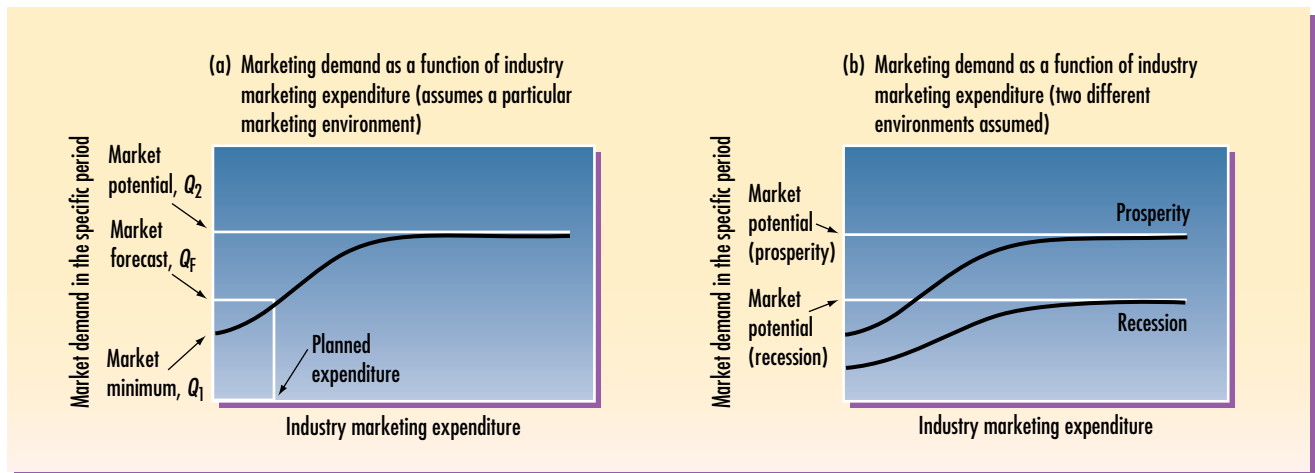 (a) Marketing demand as a function of industry
marketing expenditure (assumes a particular
marketing environment)
Market demand in the specific period
Market
potential, Q2
Market
forecast, QF
Market
minimum, Q1
Planned
expenditure
Industry marketing expenditure
(b) Marketing demand as a function of industry
marketing expenditure (two different
environments assumed)
Market demand in the specific period
Market
potential
(prosperity)
Market
potential
(recession)
Prosperity
Recession
Industry marketing expenditure